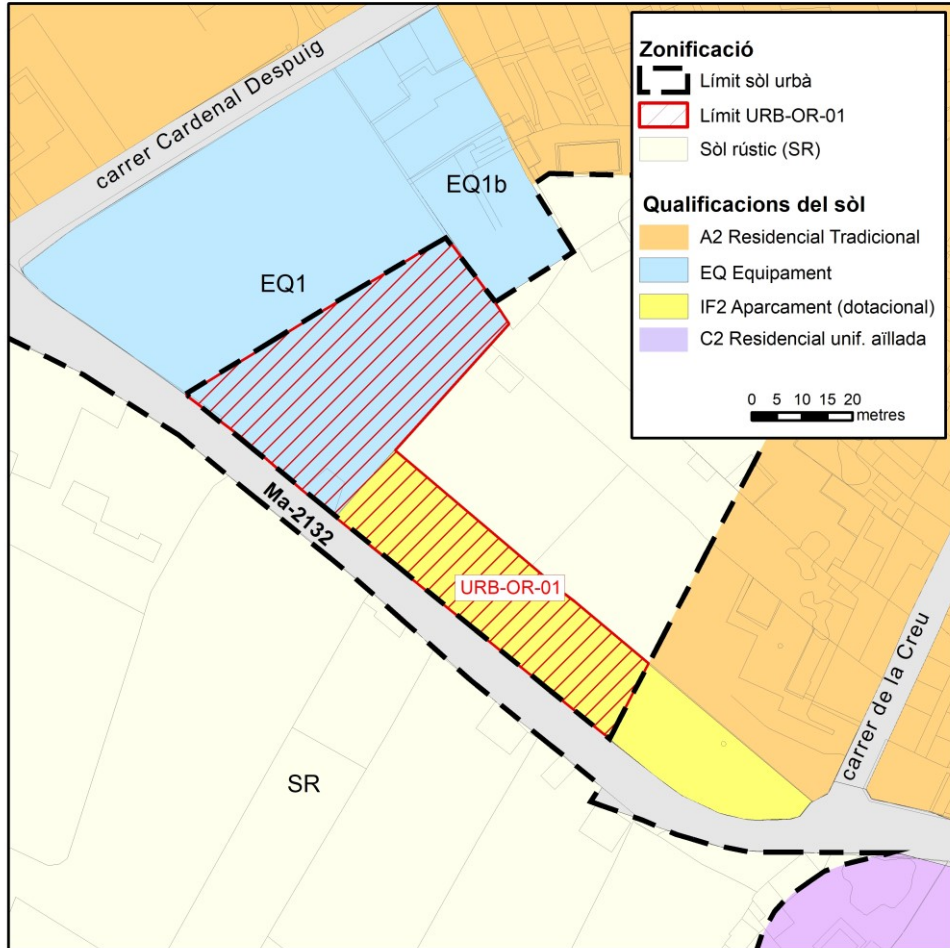 carrer Cardenal Despuig
EQ1b
EQ1
Ma-2132
URB-OR-01
SR
carrer de la Creu
Zonificació
Límit sòl urbà
Límit URB-OR-01
Sòl rústic (SR)
Qualificacions del sòl
A2 Residencial Tradicional
EQ Equipament
IF2 Aparcament (dotacional)
C2 Residencial unif. aïllada
0 5 10 15 20
metres